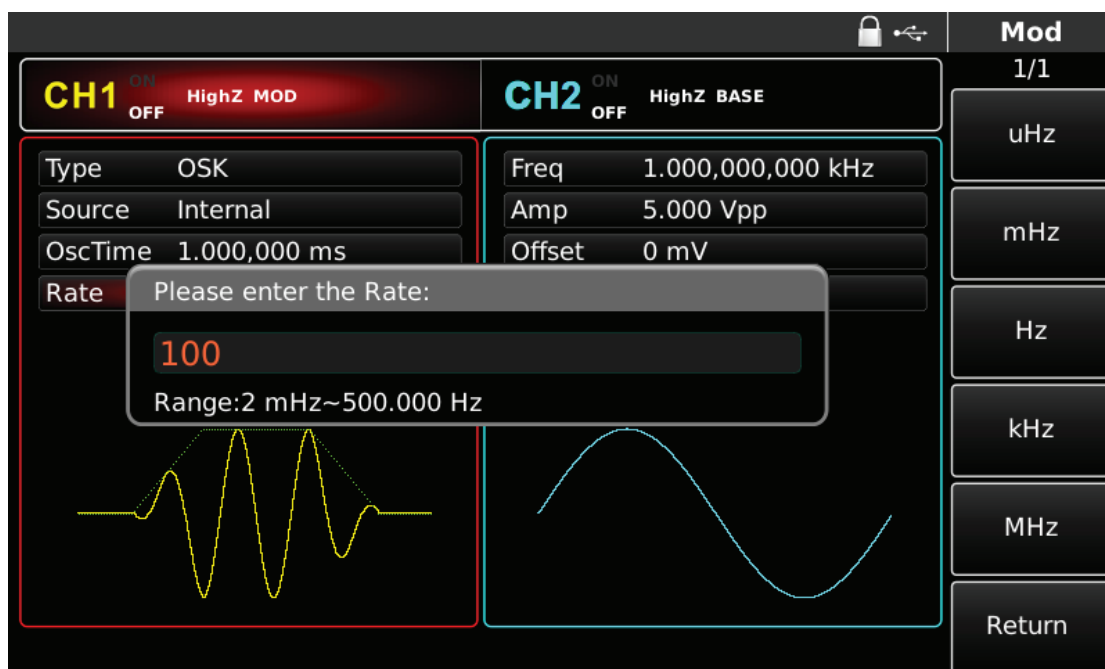 Mod
1/1
CH1 ON OFF HighZ MOD
CH2 ON OFF HighZ BASE
Type OSK
Source Internal
OscTime 1.000,000 ms
Rate
Freq 1.000,000,000 kHz
Amp 5.000 Vpp
Offset 0 mV
Please enter the Rate:
100
Range:2 mHz~500.000 Hz
uHz
mHz
Hz
kHz
MHz
Return